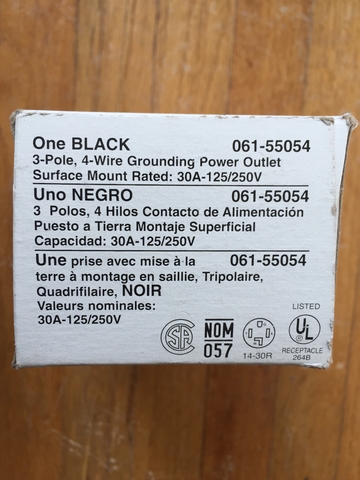 One BLACK 061-55054
3-Pole, 4-Wire Grounding Power Outlet
Surface Mount Rated: 30A-125/250V
Uno NEGRO 061-55054
3 Polos, 4 Hilos Contacto de Alimentación
Puesto a Tierra Montaje Superficial
Capacidad: 30A-125/250V
Une prise avec mise à la 061-55054
terre à montage en saillie, Tripolaire,
Quadrifilaire, NOIR
Valeurs nominales:
30A-125/250V
SA
NOM
057
14-30R
LISTED
UL
RECEPTACLE
264B